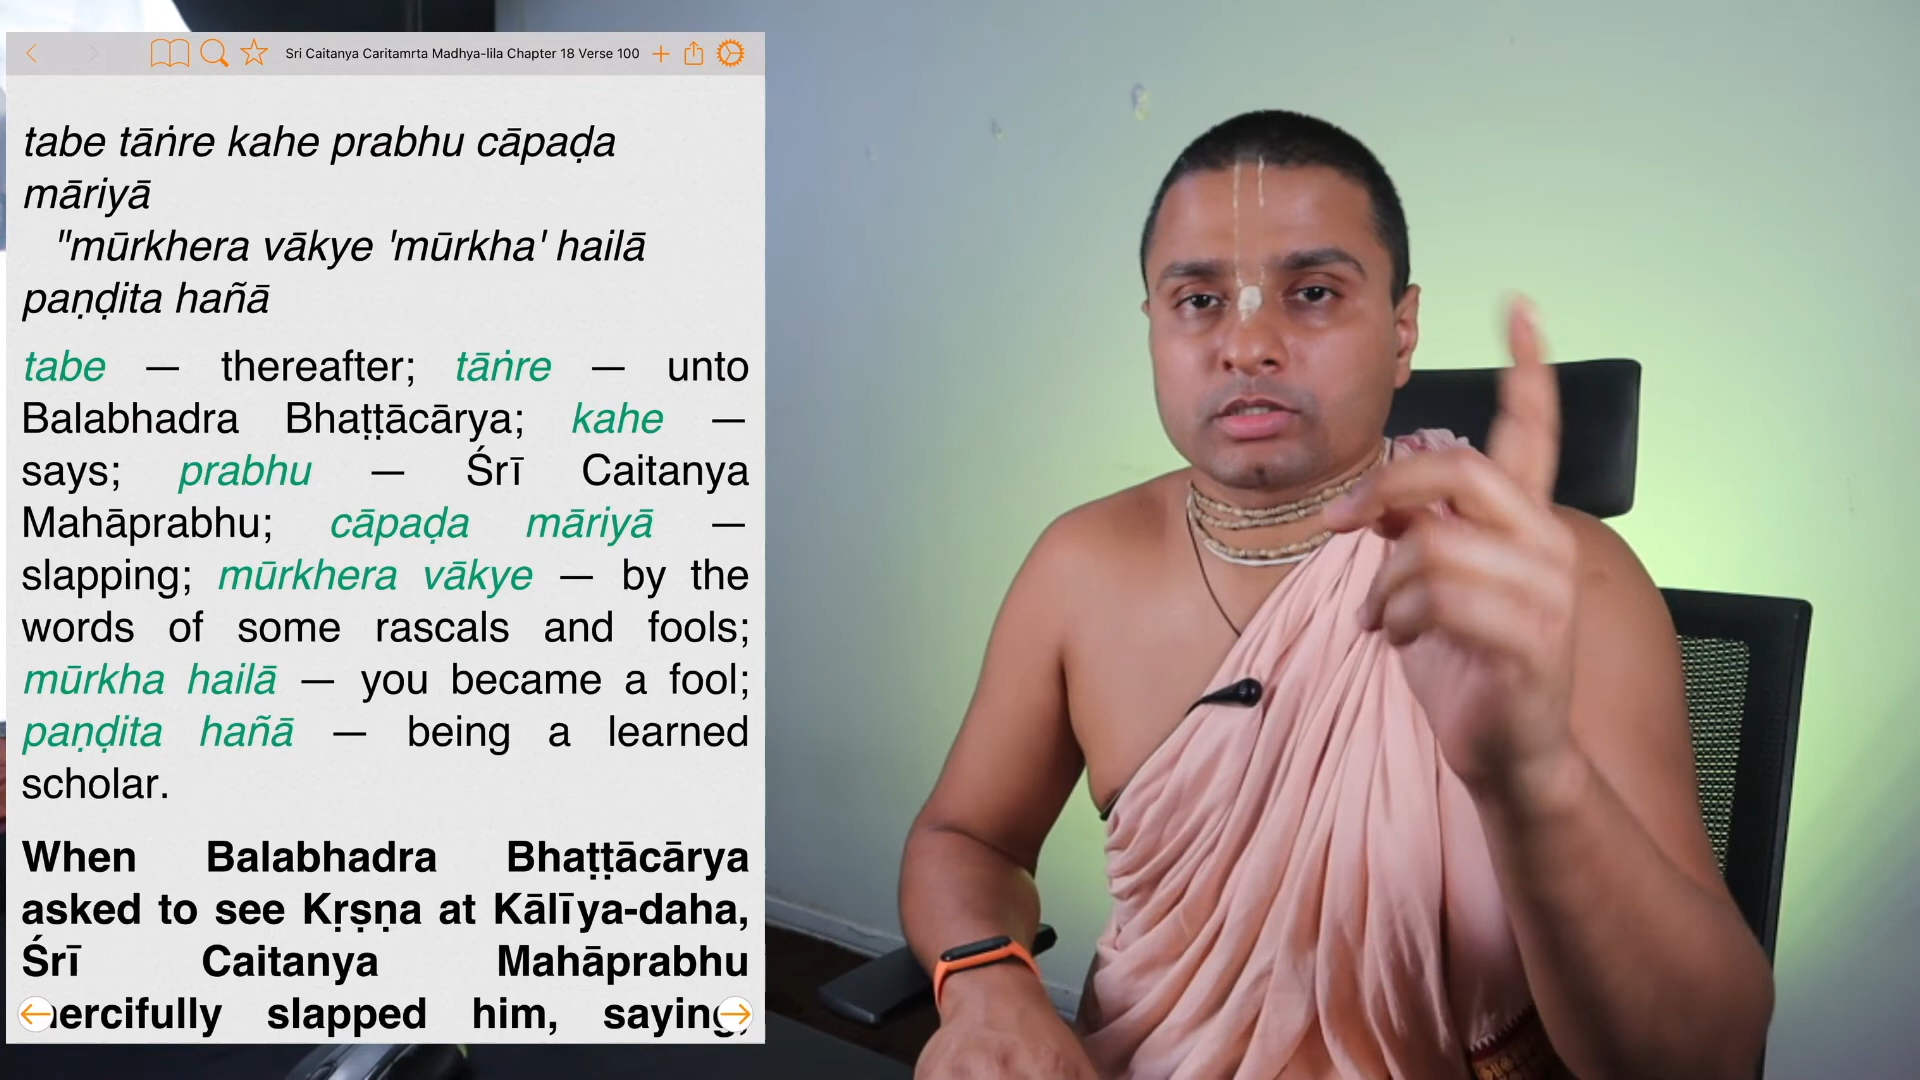 Sri Caitanya Caritamrta Madhya-lila Chapter 18 Verse 100
tabe tāṅre kahe prabhu cāpaḍa
māriyā
"mūrkhera vākye 'mūrkha' hailā
paṇḍita hañā
tabe — thereafter; tāṅre — unto
Balabhadra Bhaṭṭācārya; kahe —
says; prabhu — Śrī Caitanya
Mahāprabhu; cāpaḍa māriyā —
slapping; mūrkhera vākye — by the
words of some rascals and fools;
mūrkha hailā — you became a fool;
paṇḍita hañā — being a learned
scholar.
When Balabhadra Bhaṭṭācārya
asked to see Kṛṣṇa at Kālīya-daha,
Śrī Caitanya Mahāprabhu
mercifully slapped him, saying,